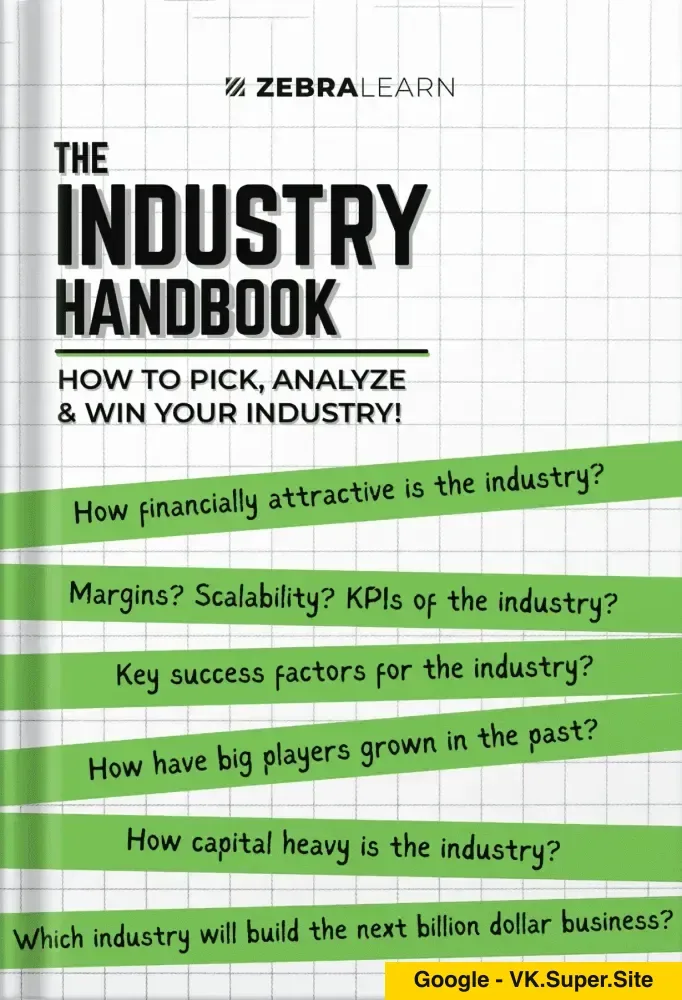 ZEBRALEARN
THE
INDUSTRY
HANDBOOK
HOW TO PICK, ANALYZE
& WIN YOUR INDUSTRY!
How financially attractive is the industry?
Margins? Scalability? KPIs of the industry?
Key success factors for the industry?
How have big players grown in the past?
How capital heavy is the industry?
Which industry will build the next billion dollar business?
Google - VK.Super.Site